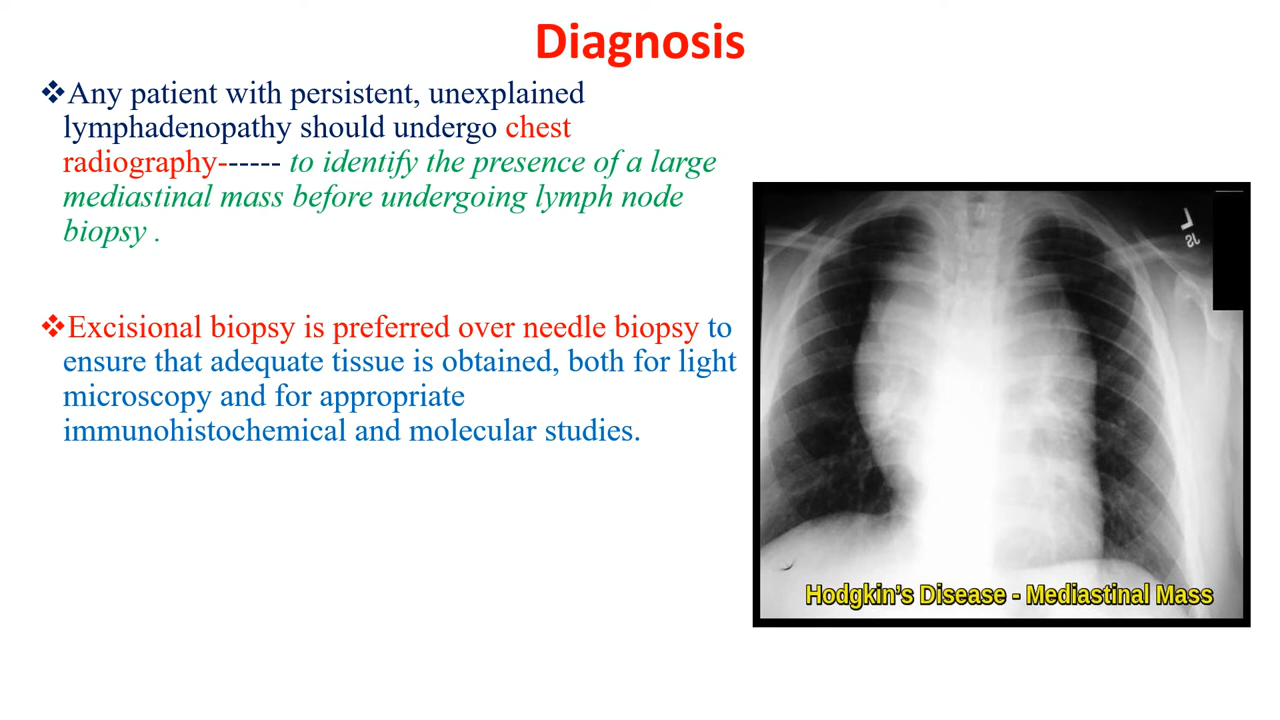 Diagnosis
❖Any patient with persistent, unexplained
lymphadenopathy should undergo chest
radiography------ to identify the presence of a large
mediastinal mass before undergoing lymph node
biopsy .
❖Excisional biopsy is preferred over needle biopsy to
ensure that adequate tissue is obtained, both for light
microscopy and for appropriate
immunohistochemical and molecular studies.
L
JS
Hodgkin's Disease - Mediastinal Mass